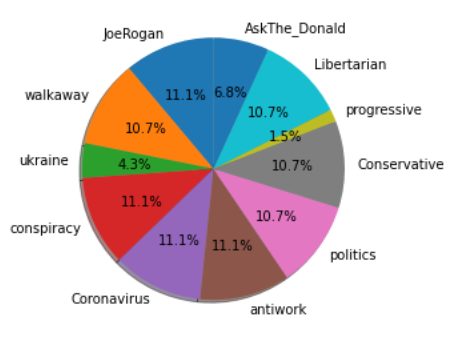 JoeRogan
11.1%
walkaway
10.7%
ukraine
4.3%
conspiracy
11.1%
Coronavirus
11.1%
antiwork
11.1%
politics
10.7%
Conservative
10.7%
progressive
1.5%
Libertarian
10.7%
AskThe_Donald
6.8%